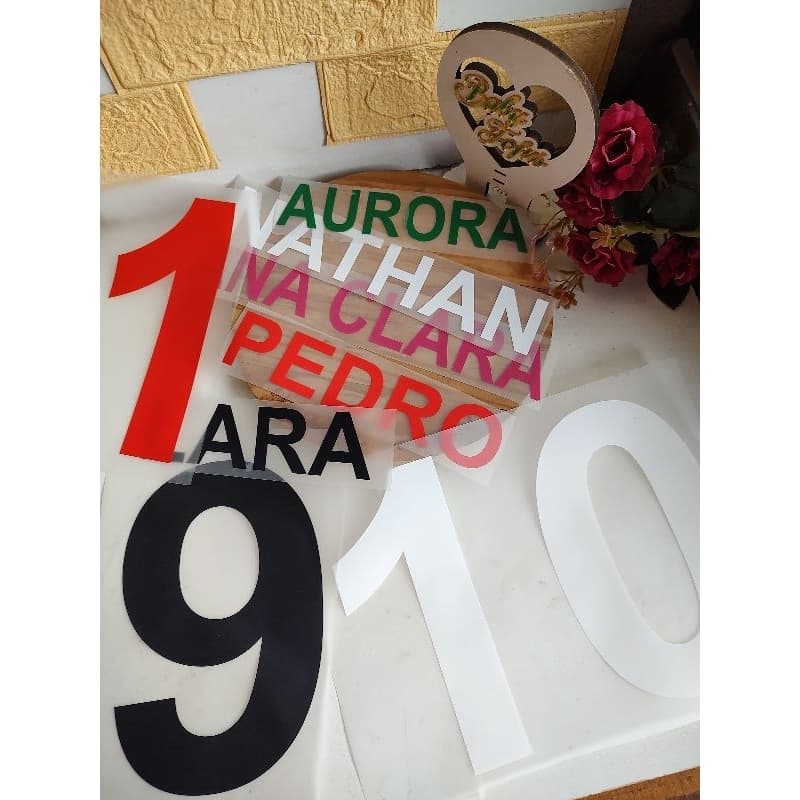 AURORA
NATHAN
NA CLARA
PEDRO
1
ARA
9
10